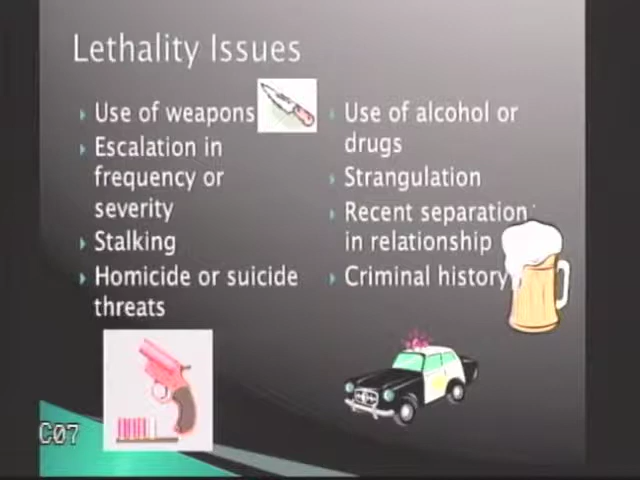 Lethality Issues
Use of weapons
Escalation in
frequency or
severity
Stalking
Homicide or suicide
threats
Use of alcohol or
drugs
Strangulation
Recent separation
in relationship
Criminal history
C07